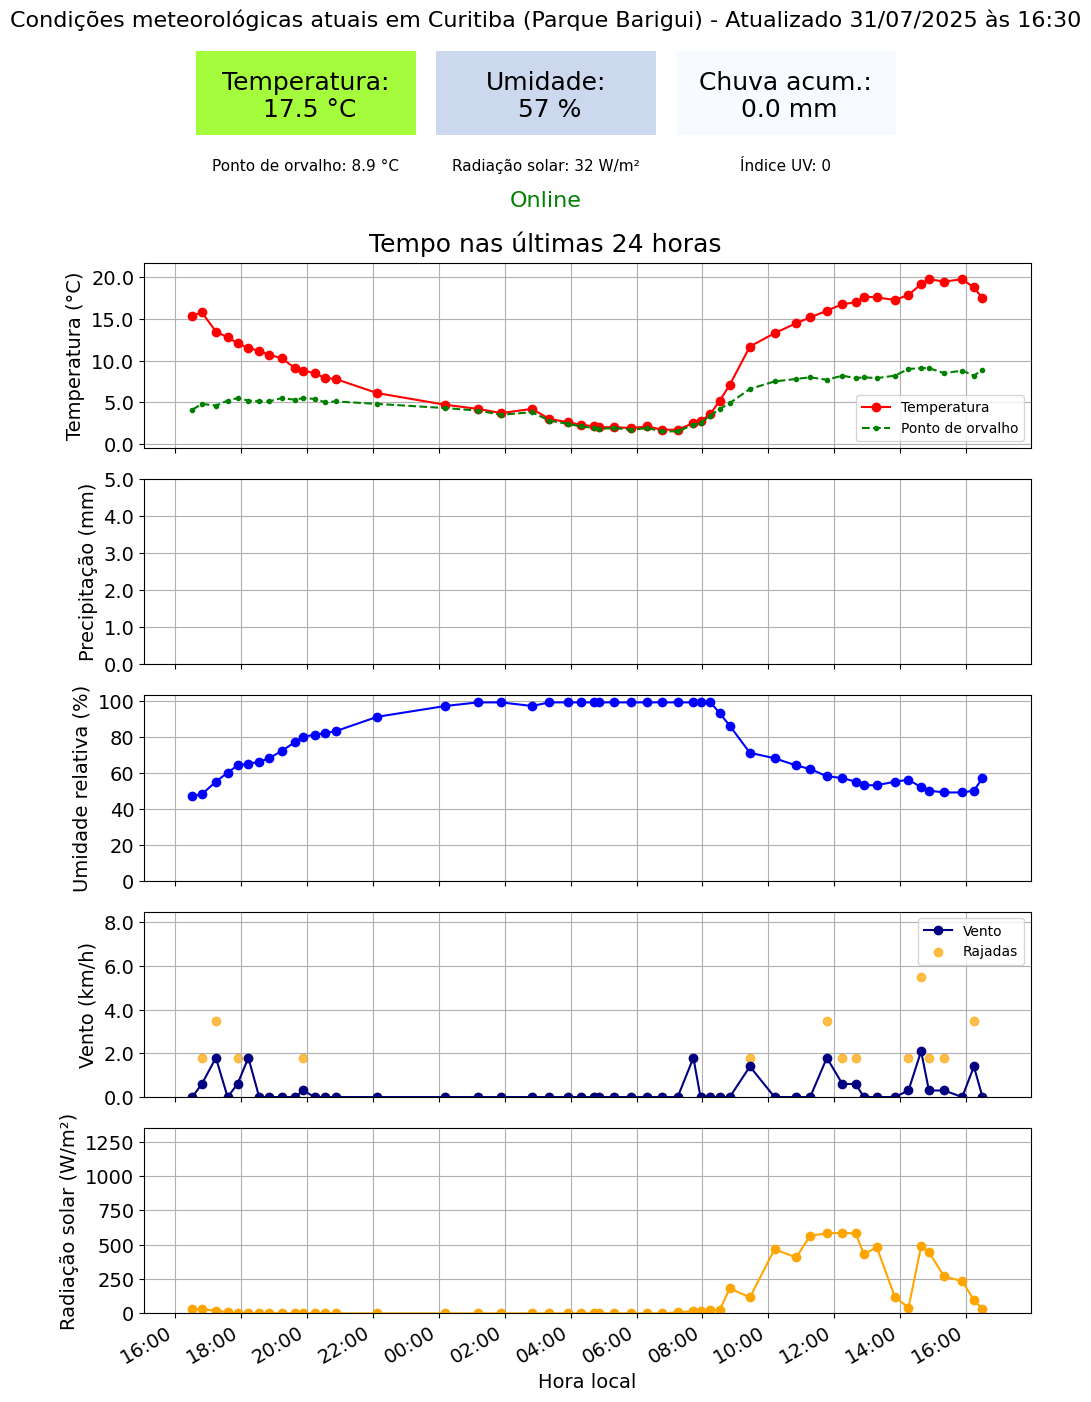 Condições meteorológicas atuais em Curitiba (Parque Barigui) - Atualizado 31/07/2025 às 16:30
Temperatura:
17.5 °C
Umidade:
57 %
Chuva acum.:
0.0 mm
Ponto de orvalho: 8.9 °C
Radiação solar: 32 W/m²
Índice UV: 0
Online
Tempo nas últimas 24 horas
Temperatura (°C)
20.0
15.0
10.0
5.0
0.0
Temperatura
Ponto de orvalho
Precipitação (mm)
5.0
4.0
3.0
2.0
1.0
0.0
Umidade relativa (%)
100
80
60
40
20
0
Vento (km/h)
8.0
6.0
4.0
2.0
0.0
Vento
Rajadas
Radiação solar (W/m²)
1250
1000
750
500
250
0
16:00 18:00 20:00 22:00 00:00 02:00 04:00 06:00 08:00 10:00 12:00 14:00 16:00
Hora local